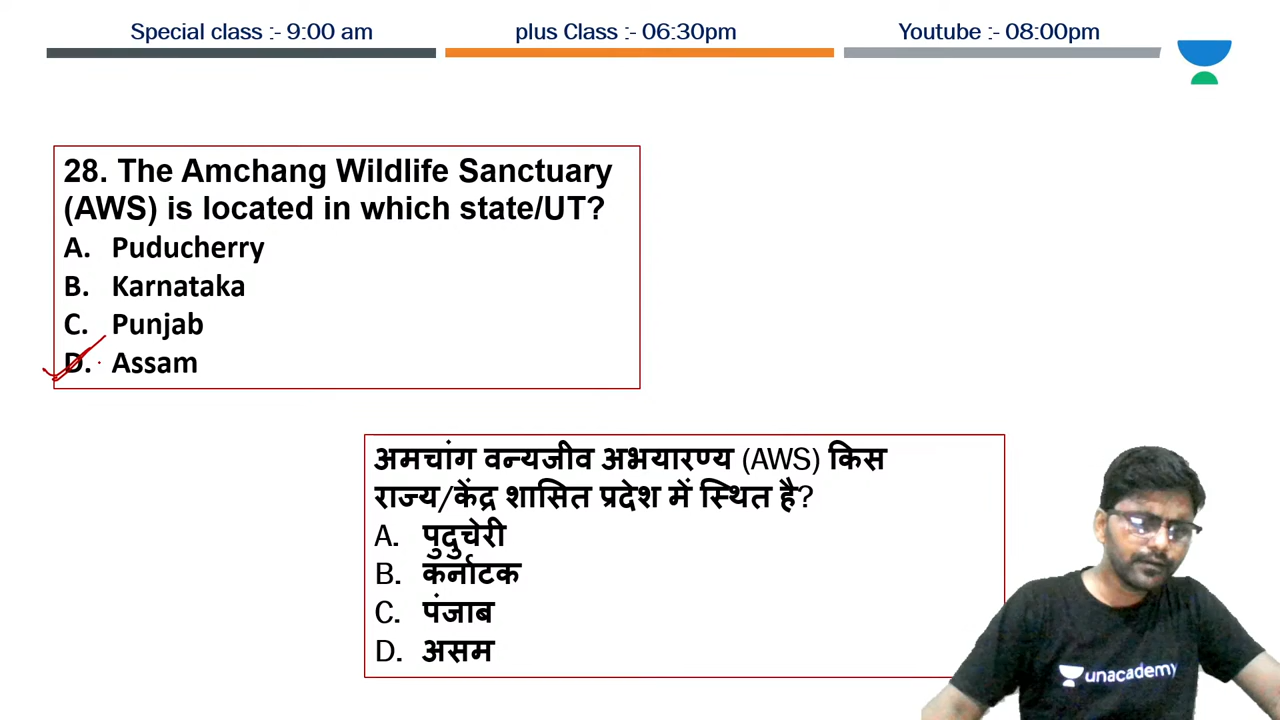 Special class :- 9:00 am
plus Class :- 06:30pm
Youtube :- 08:00pm
28. The Amchang Wildlife Sanctuary
(AWS) is located in which state/UT?
A. Puducherry
B. Karnataka
C. Punjab
D. Assam
अमचांग वन्यजीव अभयारण्य (AWS) किस
राज्य/केंद्र शासित प्रदेश में स्थित है?
A. पुदुचेरी
B. कर्नाटक
C. पंजाब
D. असम
unacademy